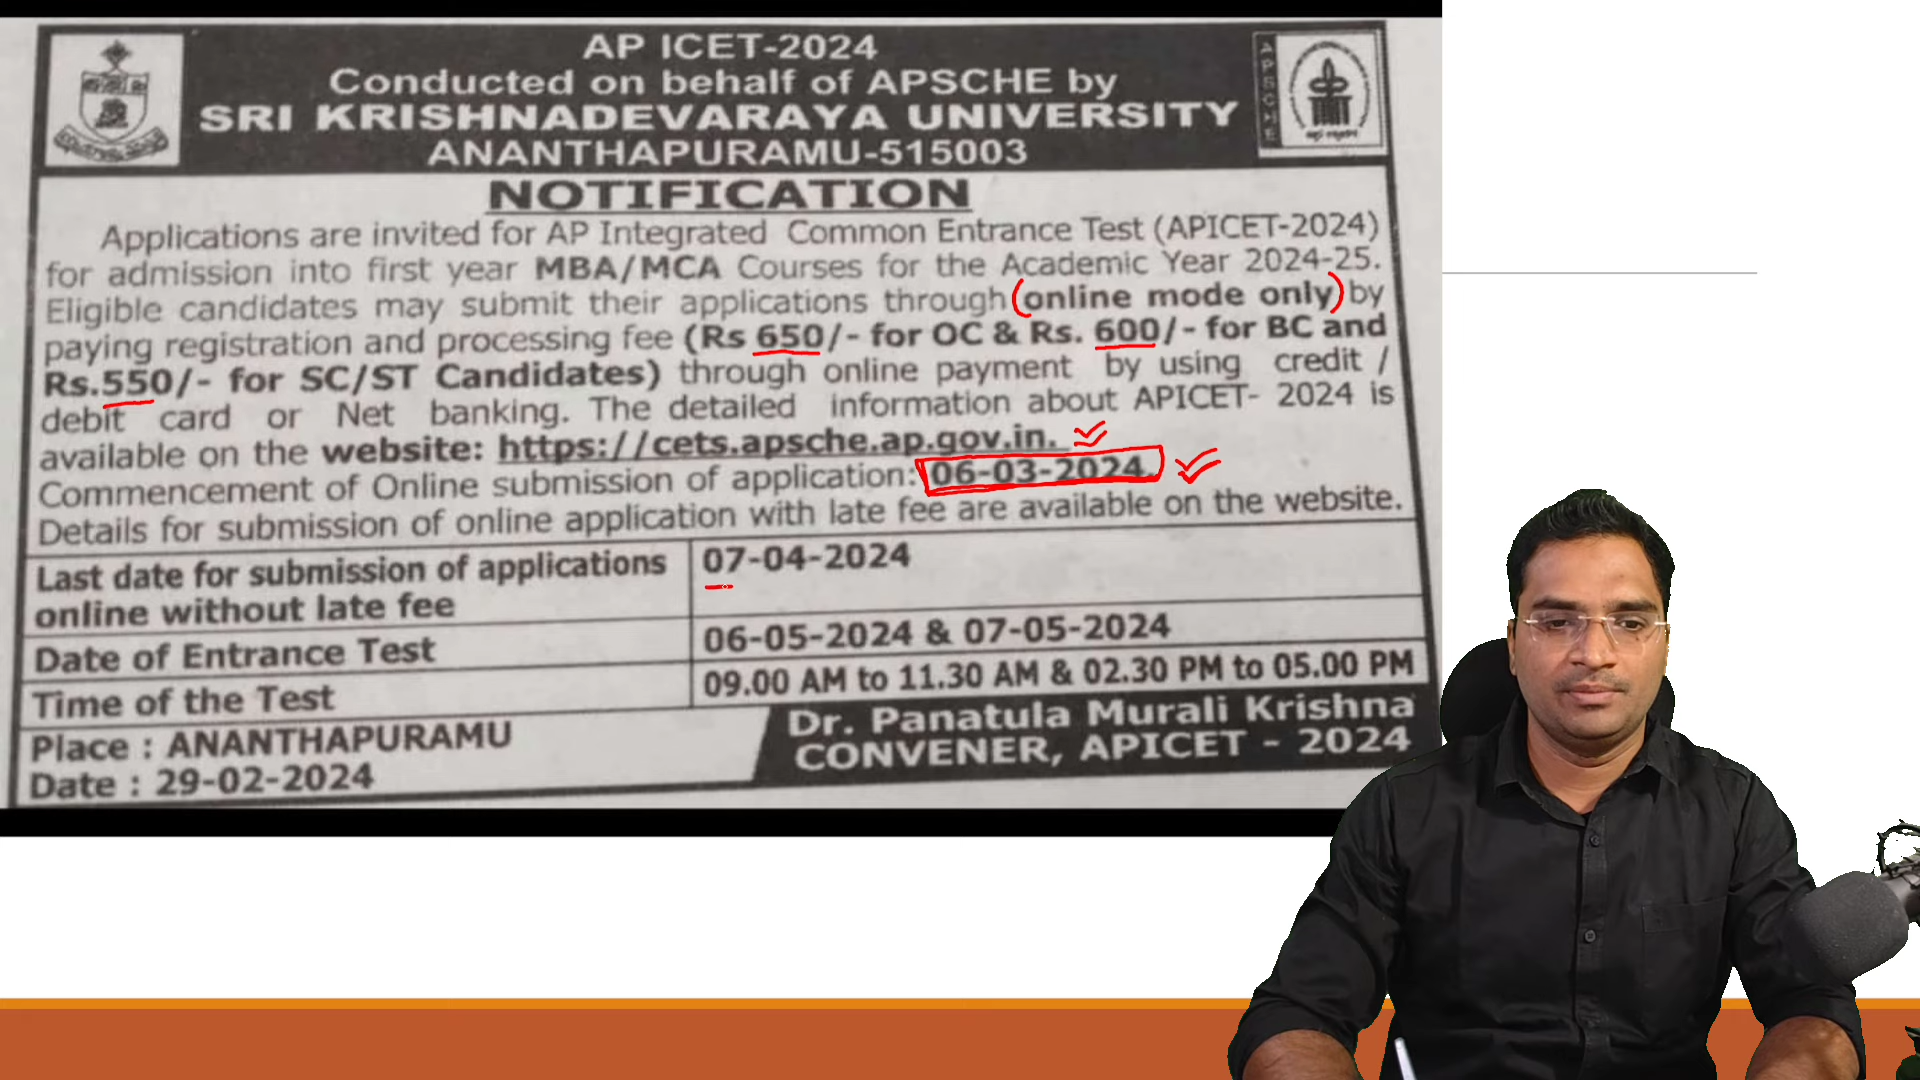 AP ICET-2024
Conducted on behalf of APSCHE by
SRI KRISHNADEVARAYA UNIVERSITY
ANANTHAPURAMU-515003
APSCHE
NOTIFICATION
Applications are invited for AP Integrated Common Entrance Test (APICET-2024)
for admission into first year MBA/MCA Courses for the Academic Year 2024-25.
Eligible candidates may submit their applications through (online mode only) by
paying registration and processing fee (Rs 650/- for OC & Rs. 600/- for BC and
Rs.550/- for SC/ST Candidates) through online payment by using credit /
debit card or Net banking. The detailed information about APICET- 2024 is
available on the website: https://cets.apsche.ap.gov.in.
Commencement of Online submission of application: 06-03-2024.
Details for submission of online application with late fee are available on the website.
Last date for submission of applications
online without late fee
07-04-2024
Date of Entrance Test
06-05-2024 & 07-05-2024
Time of the Test
09.00 AM to 11.30 AM & 02.30 PM to 05.00 PM
Place : ANANTHAPURAMU
Date : 29-02-2024
Dr. Panatula Murali Krishna
CONVENER, APICET - 2024